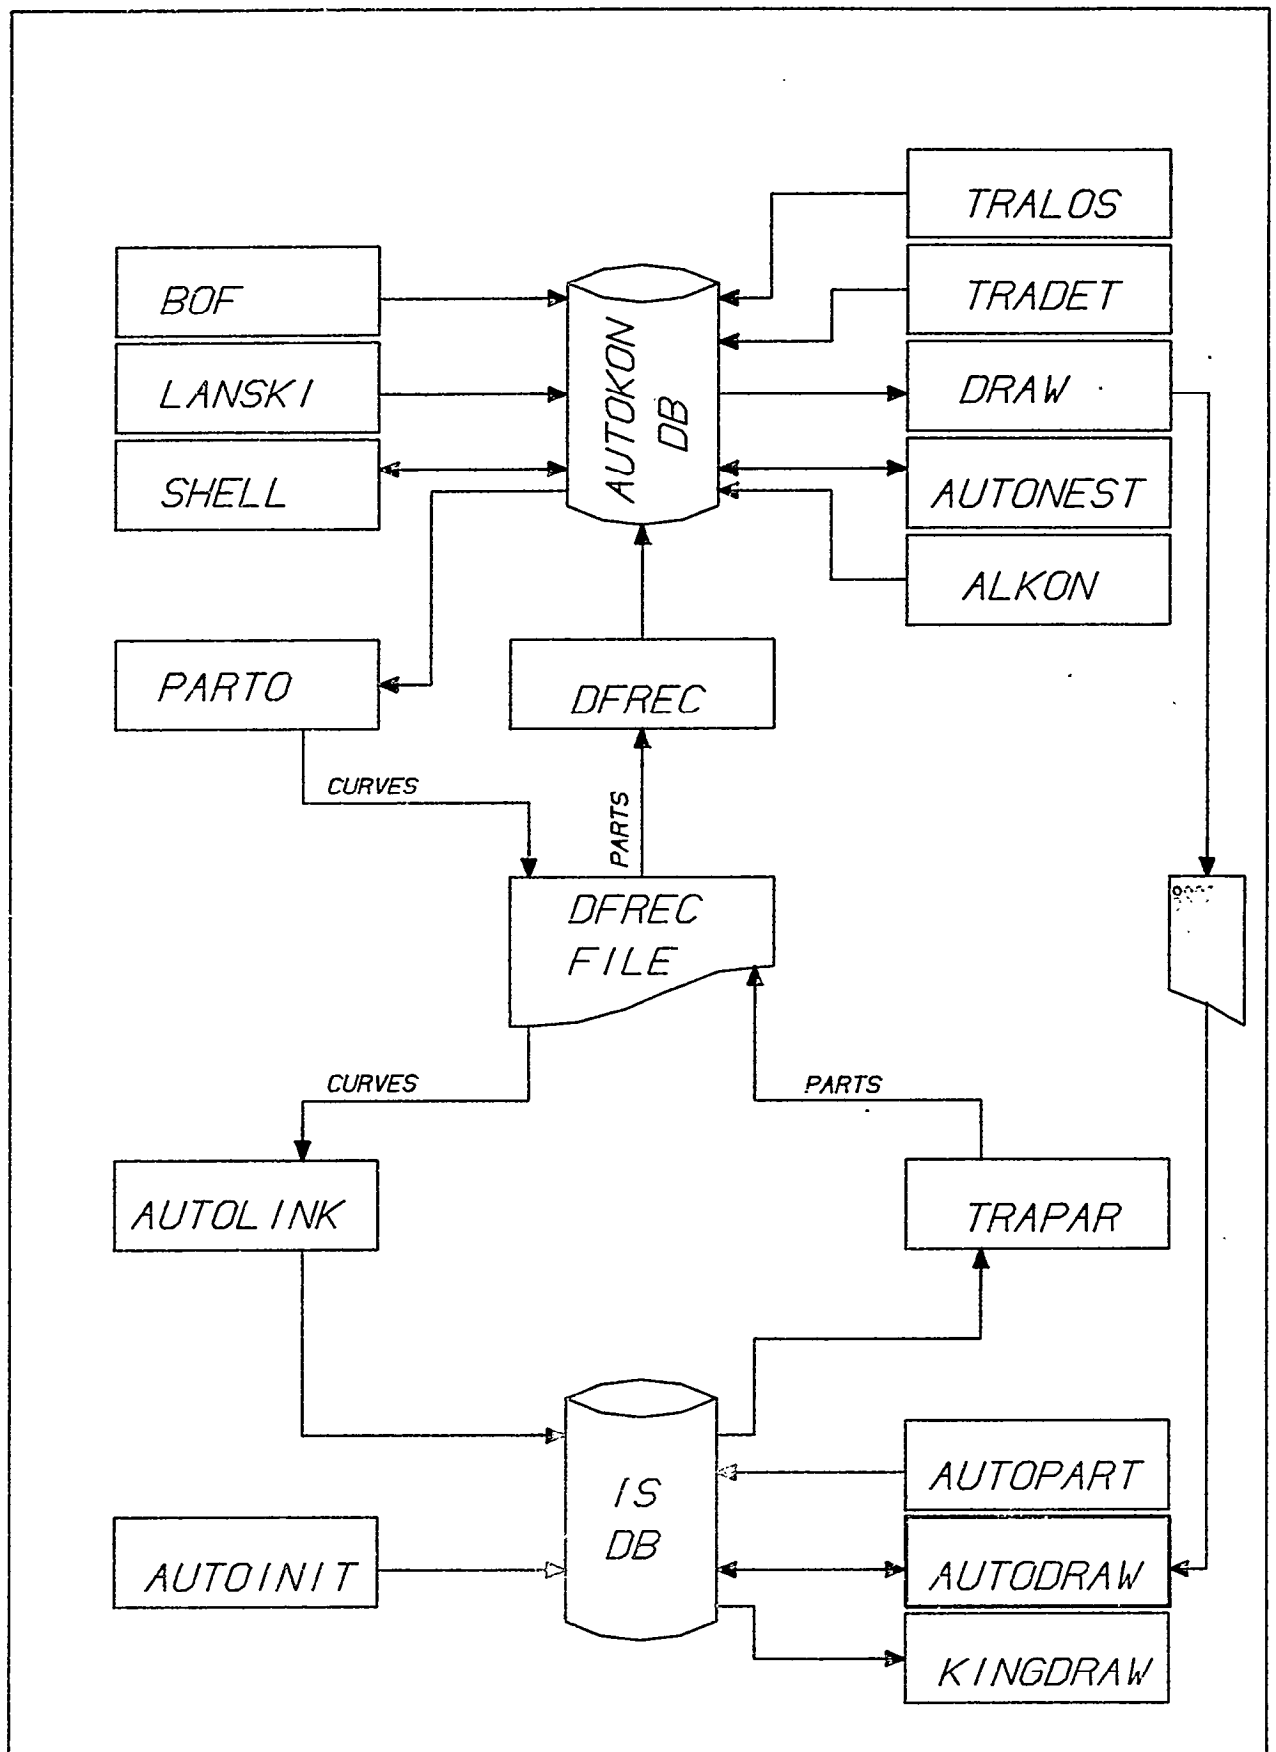 TRALOS
BOF
TRADET
LANSKI
AUTOKON
DB
DRAW
SHELL
AUTONEST
ALKON
PARTO
DFREC
CURVES
PARTS
DFREC
FILE
CURVES
PARTS
AUTOLINK
TRAPAR
IS
DB
AUTOPART
AUTOINIT
AUTODRAW
KINGDRAW